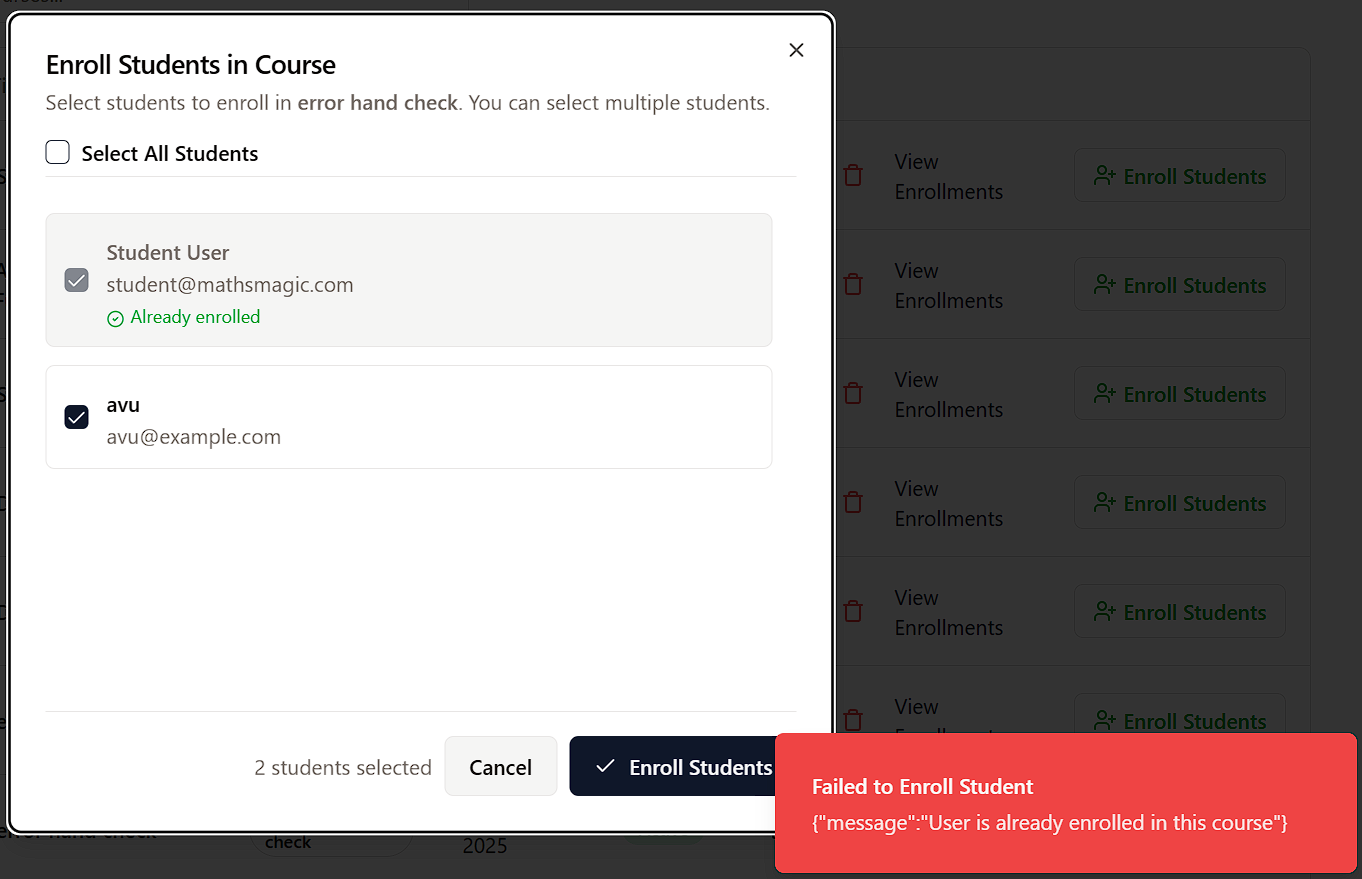 Enroll Students in Course
Select students to enroll in error hand check. You can select multiple students.
Select All Students
Student User
student@mathsmagic.com
Already enrolled
avu
avu@example.com
2 students selected
Cancel
Enroll Students
View
Enrollments
Enroll Students
View
Enrollments
Enroll Students
View
Enrollments
Enroll Students
View
Enrollments
Enroll Students
View
Enrollments
Enroll Students
View
Enroll Students
Failed to Enroll Student
{"message":"User is already enrolled in this course"}
check
2025